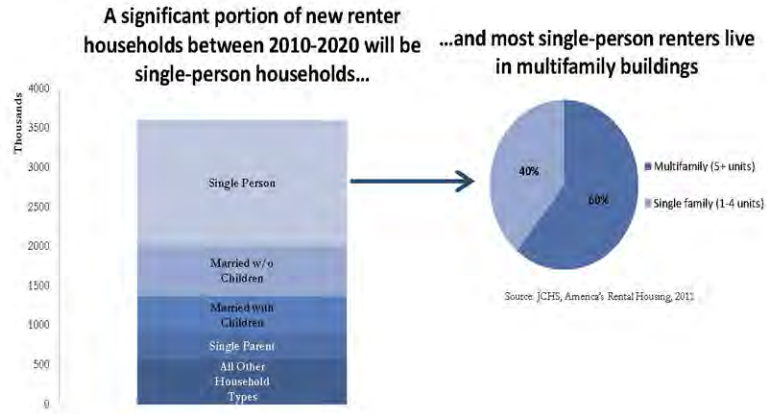 A significant portion of new renter
households between 2010-2020 will be
single-person households...
...and most single-person renters live
in multifamily buildings
Thousands
4000
3500
3000
2500
2000
1500
1000
500
0
Single Person
Married w/o
Children
Married with
Children
Single Parent
All Other
Household
Types
40%
60%
Multifamily (5+ units)
Single family (1-4 units)
Source: JCHS, America's Rental Housing, 2011